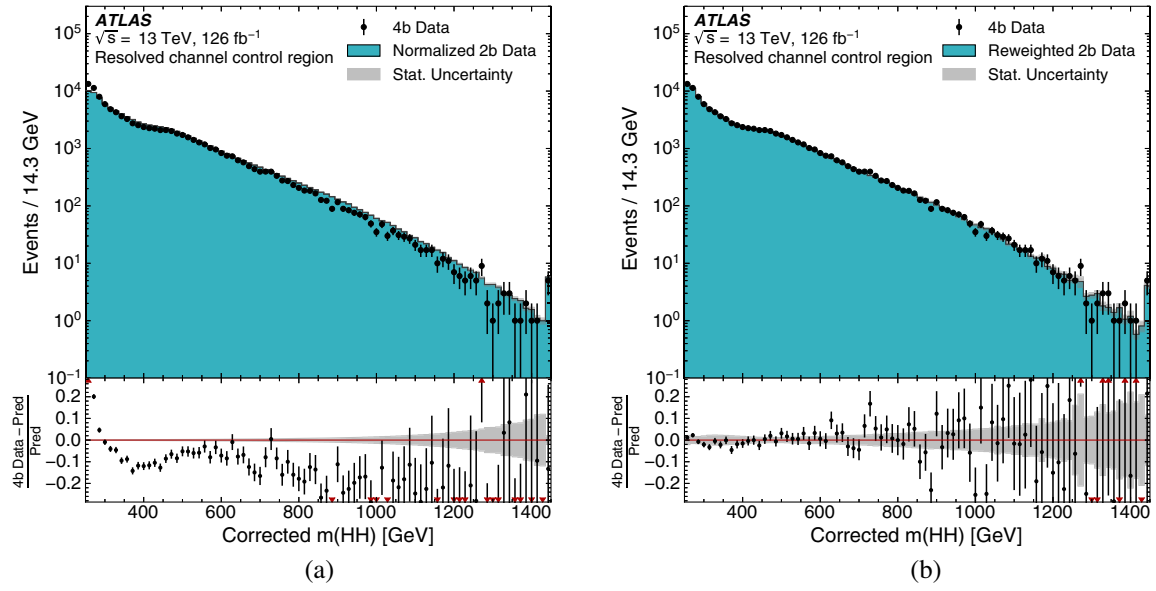 ATLAS
√s = 13 TeV, 126 fb⁻¹
Resolved channel control region
4b Data
Normalized 2b Data
Stat. Uncertainty
Events / 14.3 GeV
10⁵
10⁴
10³
10²
10¹
10⁰
10⁻¹
4b Data − Pred
Pred
0.2
0.1
0.0
−0.1
−0.2
400 600 800 1000 1200 1400
Corrected m(HH) [GeV]
(a)
ATLAS
√s = 13 TeV, 126 fb⁻¹
Resolved channel control region
4b Data
Reweighted 2b Data
Stat. Uncertainty
Events / 14.3 GeV
10⁵
10⁴
10³
10²
10¹
10⁰
10⁻¹
4b Data − Pred
Pred
0.2
0.1
0.0
−0.1
−0.2
400 600 800 1000 1200 1400
Corrected m(HH) [GeV]
(b)